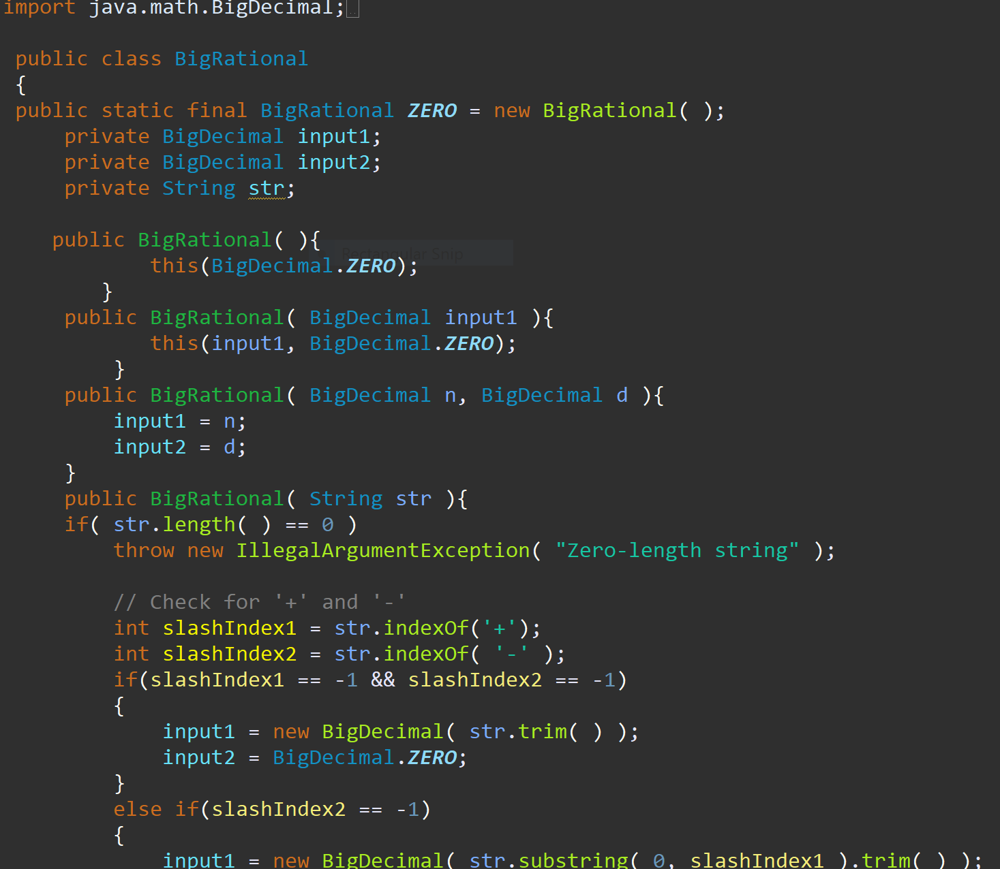 import java.math.BigDecimal;
public class BigRational
{
public static final BigRational ZERO = new BigRational( );
private BigDecimal input1;
private BigDecimal input2;
private String str;
public BigRational( ){
Rectangular Snip
this(BigDecimal.ZERO);
}
public BigRational( BigDecimal input1 ){
this(input1, BigDecimal.ZERO);
}
public BigRational( BigDecimal n, BigDecimal d ){
input1 = n;
input2 = d;
}
public BigRational( String str ){
if( str.length( ) == 0 )
throw new IllegalArgumentException( "Zero-length string" );
// Check for '+' and '-'
int slashIndex1 = str.indexOf('+');
int slashIndex2 = str.indexOf( '-' );
if(slashIndex1 == -1 && slashIndex2 == -1)
{
input1 = new BigDecimal( str.trim( ) );
input2 = BigDecimal.ZERO;
}
else if(slashIndex2 == -1)
{
input1 = new BigDecimal( str.substring( 0, slashIndex1 ).trim( ) );